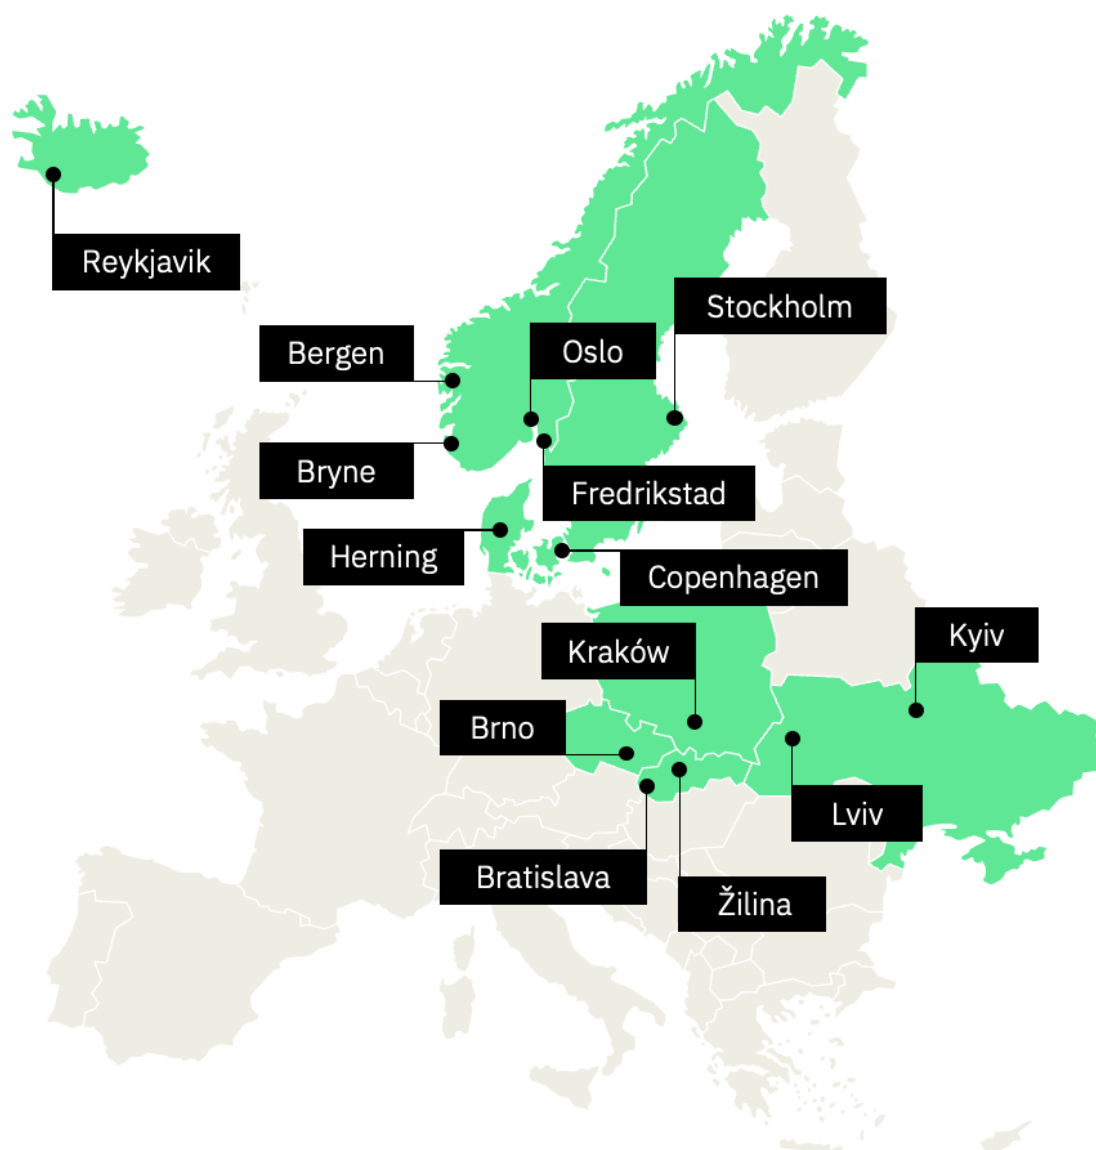 Reykjavik
Stockholm
Bergen
Oslo
Bryne
Fredrikstad
Herning
Copenhagen
Kyiv
Kraków
Brno
Lviv
Bratislava
Žilina